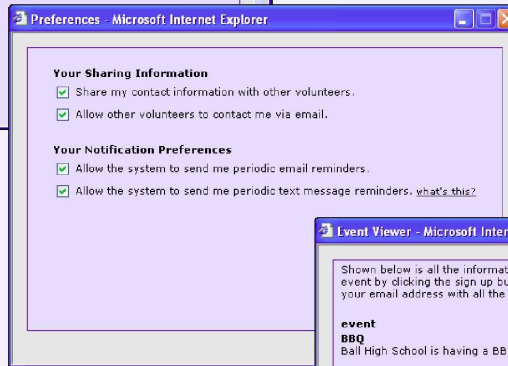 Preferences - Microsoft Internet Explorer
Your Sharing Information
Share my contact information with other volunteers.
Allow other volunteers to contact me via email.
Your Notification Preferences
Allow the system to send me periodic email reminders.
Allow the system to send me periodic text message reminders. what's this?
Event Viewer - Microsoft Inter
Shown below is all the informat
event by clicking the sign up bu
your email address with all the
event
BBQ
Ball High School is having a BB